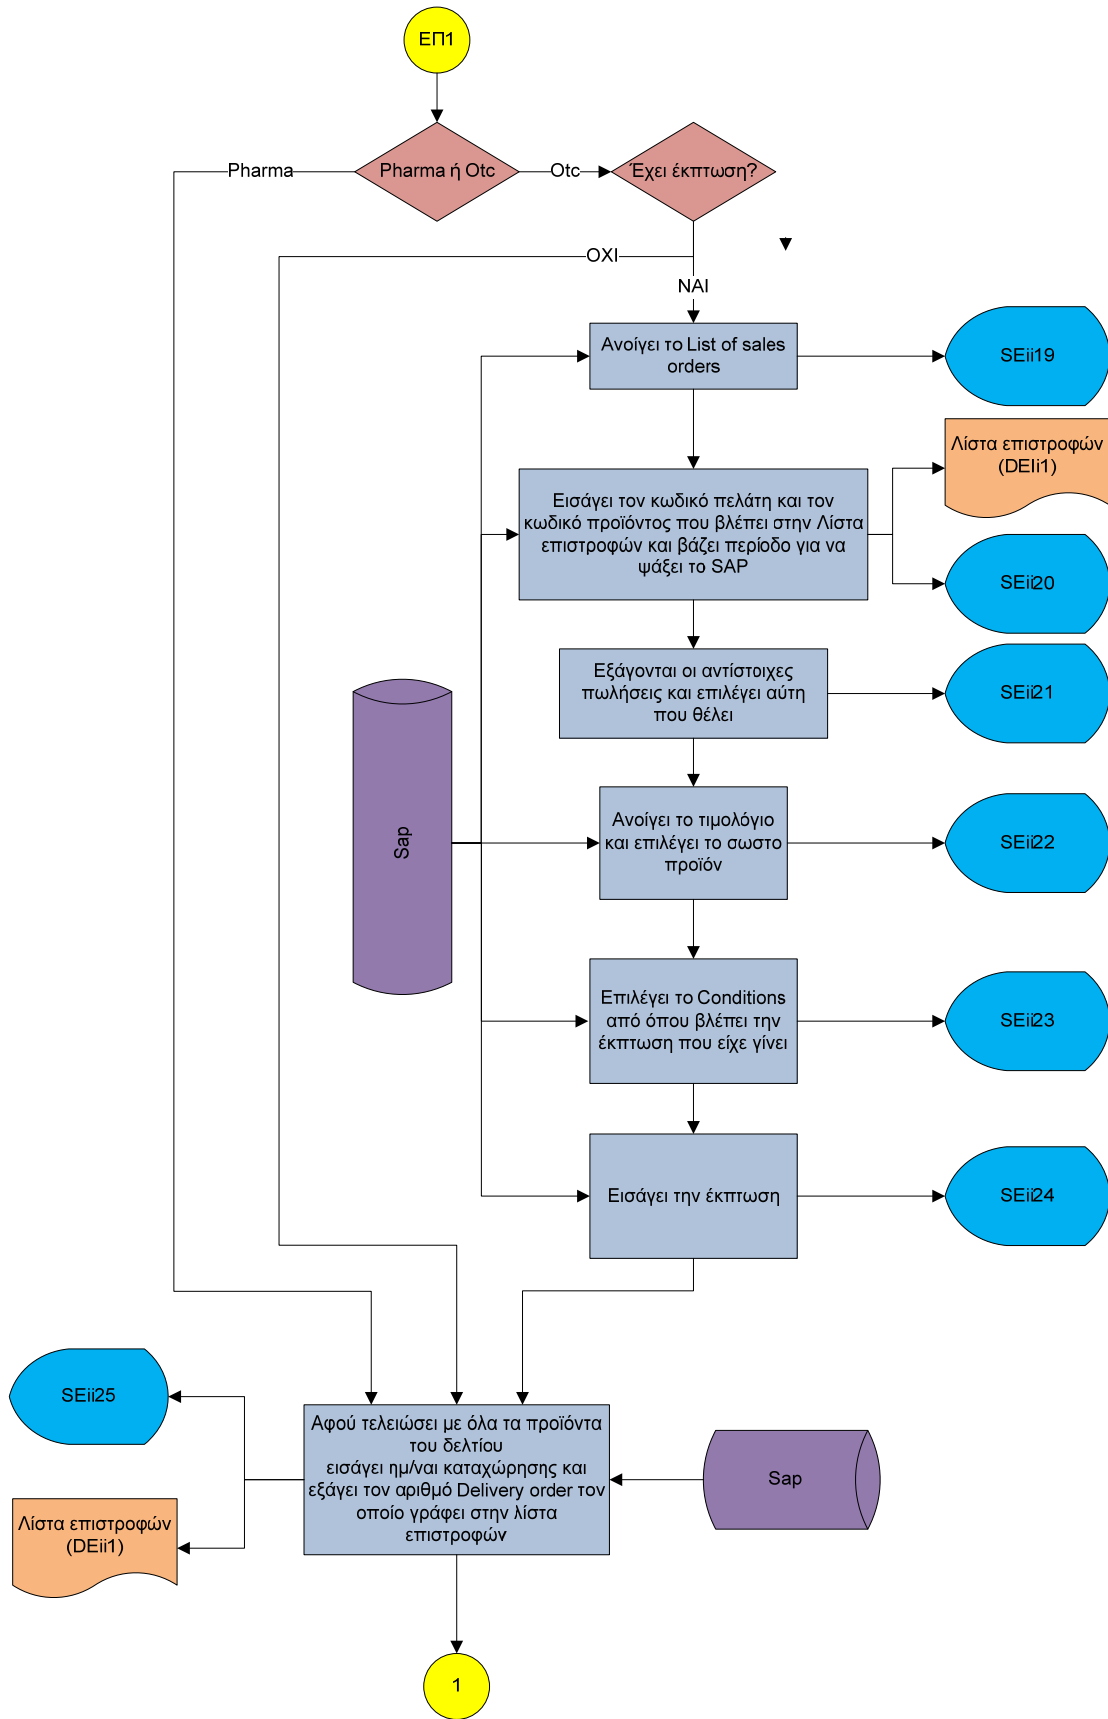 ΕΠ1
Pharma
Pharma ή Otc
Otc
Έχει έκπτωση?
ΟΧΙ
ΝΑΙ
Ανοίγει το List of sales
orders
SEii19
Λίστα επιστροφών
(DEIi1)
Εισάγει τον κωδικό πελάτη και τον
κωδικό προϊόντος που βλέπει στην Λίστα
επιστροφών και βάζει περίοδο για να
ψάξει το SAP
SEii20
Εξάγονται οι αντίστοιχες
πωλήσεις και επιλέγει αύτη
που θέλει
SEii21
Sap
Ανοίγει το τιμολόγιο
και επιλέγει το σωστο
προϊόν
SEii22
Επιλέγει το Conditions
από όπου βλέπει την
έκπτωση που είχε γίνει
SEii23
Εισάγει την έκπτωση
SEii24
SEii25
Αφού τελειώσει με όλα τα προϊόντα
του δελτίου
εισάγει ημ/ναι καταχώρησης και
εξάγει τον αριθμό Delivery order τον
οποίο γράφει στην λίστα
επιστροφών
Sap
Λίστα επιστροφών
(DEii1)
1